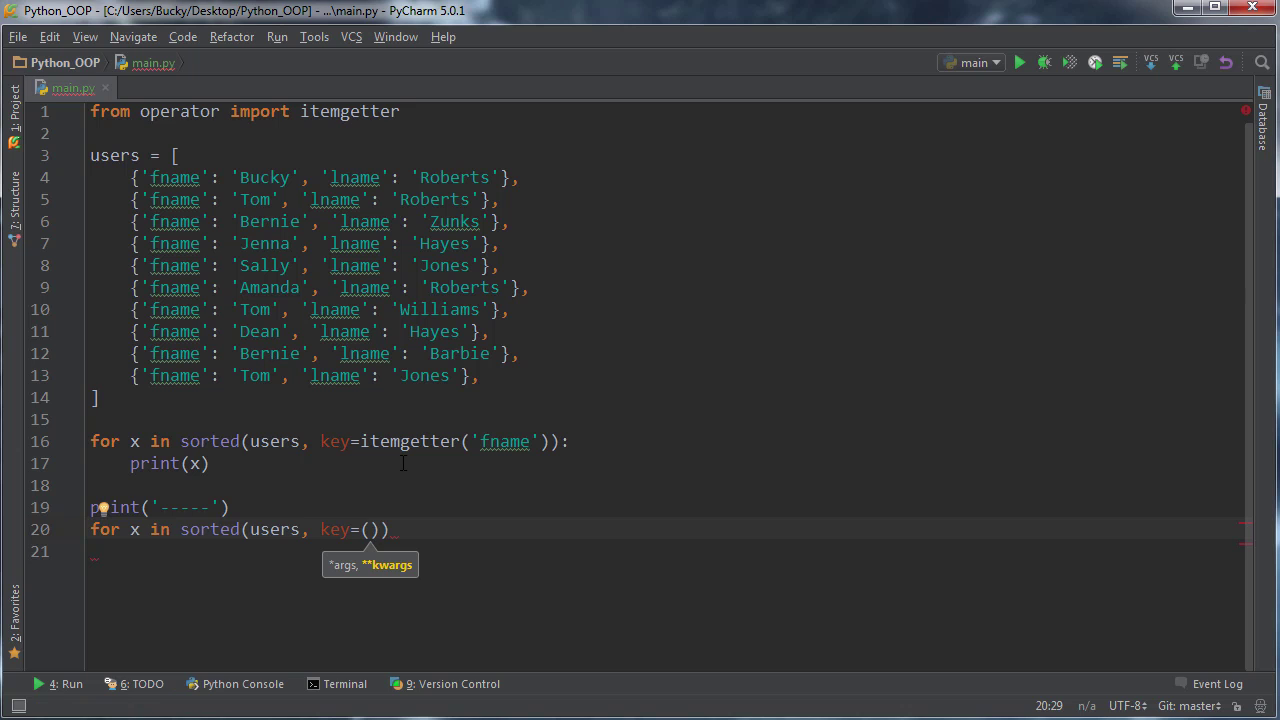 Python_OOP - [C:/Users/Bucky/Desktop/Python_OOP] - ...\main.py - PyCharm 5.0.1
File Edit View Navigate Code Refactor Run Tools VCS Window Help
Python_OOP main.py main VCS VCS
main.py
1: Project
7: Structure
2: Favorites
Database
1 from operator import itemgetter
2
3 users = [
4 {'fname': 'Bucky', 'lname': 'Roberts'},
5 {'fname': 'Tom', 'lname': 'Roberts'},
6 {'fname': 'Bernie', 'lname': 'Zunks'},
7 {'fname': 'Jenna', 'lname': 'Hayes'},
8 {'fname': 'Sally', 'lname': 'Jones'},
9 {'fname': 'Amanda', 'lname': 'Roberts'},
10 {'fname': 'Tom', 'lname': 'Williams'},
11 {'fname': 'Dean', 'lname': 'Hayes'},
12 {'fname': 'Bernie', 'lname': 'Barbie'},
13 {'fname': 'Tom', 'lname': 'Jones'},
14 ]
15
16 for x in sorted(users, key=itemgetter('fname')):
17 print(x)
18
19 print('-----')
20 for x in sorted(users, key=())
21
*args, **kwargs
4: Run 6: TODO Python Console Terminal 9: Version Control Event Log
20:29 n/a UTF-8 Git: master